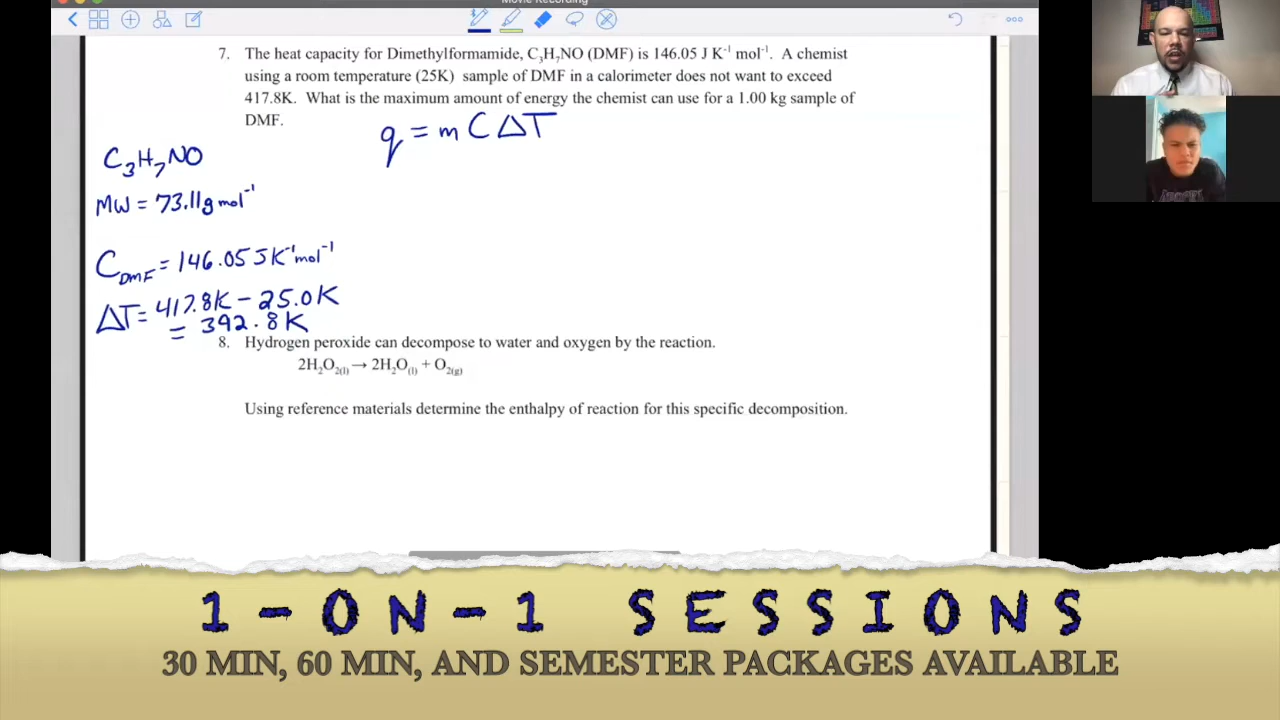 Movie Recording
7. The heat capacity for Dimethylformamide, C₃H₇NO (DMF) is 146.05 J K⁻¹ mol⁻¹. A chemist
using a room temperature (25K) sample of DMF in a calorimeter does not want to exceed
417.8K. What is the maximum amount of energy the chemist can use for a 1.00 kg sample of
DMF.
q = m C ΔT
C₃H₇NO
MW = 73.11 g mol⁻¹
C_DMF = 146.05 J K⁻¹ mol⁻¹
ΔT = 417.8K − 25.0K
= 392.8K
8. Hydrogen peroxide can decompose to water and oxygen by the reaction.
2H₂O₂₍ₗ₎ → 2H₂O₍ₗ₎ + O₂₍g₎
Using reference materials determine the enthalpy of reaction for this specific decomposition.
1-ON-1 SESSIONS
30 MIN, 60 MIN, AND SEMESTER PACKAGES AVAILABLE